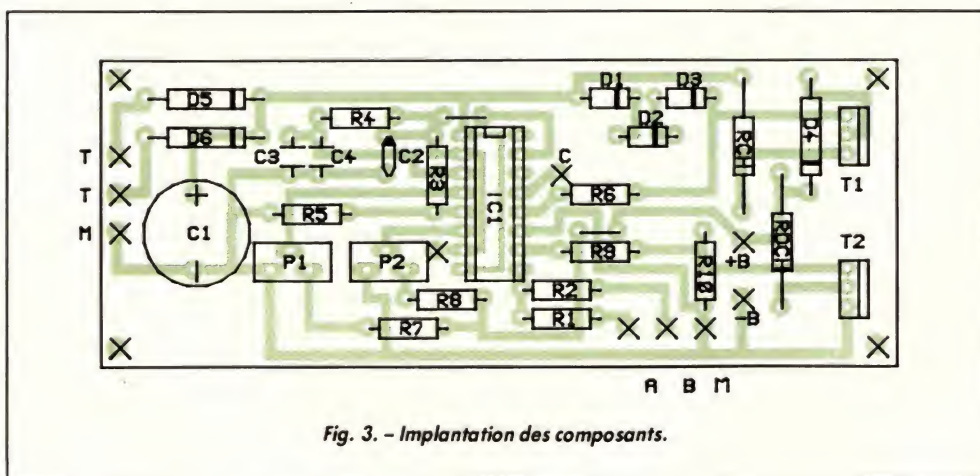 D5
D1
D3
R4
D2
D6
T
C3
C4
C2
R3
RCH
D4
C
T1
T
R6
IC1
R5
M
C1
R9
RDCH
T2
P1
P2
+B
R10
R8
R2
-B
R7
R1
A B M
Fig. 3. – Implantation des composants.